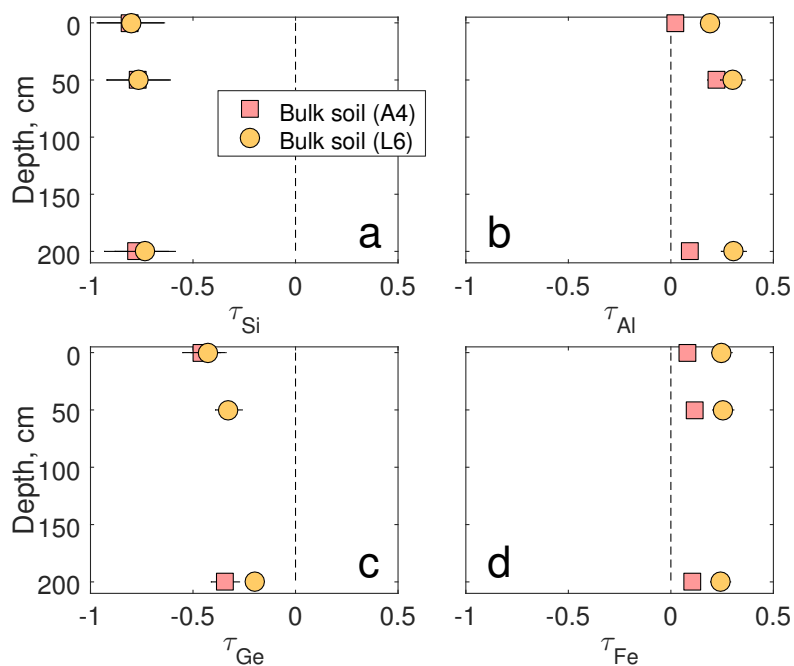 0
50
100
150
200
Depth, cm
-1 -0.5 0 0.5
τSi
a
Bulk soil (A4)
Bulk soil (L6)
-1 -0.5 0 0.5
τAl
b
0
50
100
150
200
Depth, cm
-1 -0.5 0 0.5
τGe
c
-1 -0.5 0 0.5
τFe
d